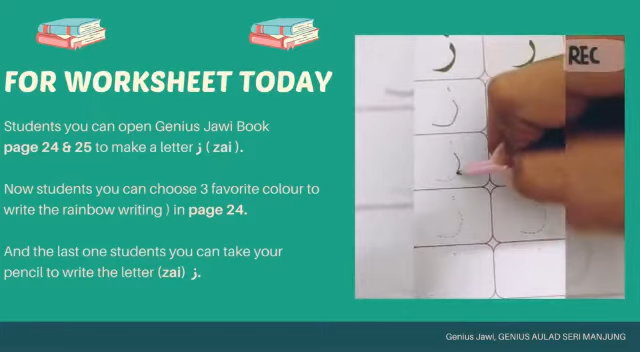 FOR WORKSHEET TODAY
Students you can open Genius Jawi Book
page 24 & 25 to make a letter ز ( zai ).
Now students you can choose 3 favorite colour to
write the rainbow writing ) in page 24.
And the last one students you can take your
pencil to write the letter (zai) ز.
REC
Genius Jawi, GENIUS AULAD SERI MANJUNG